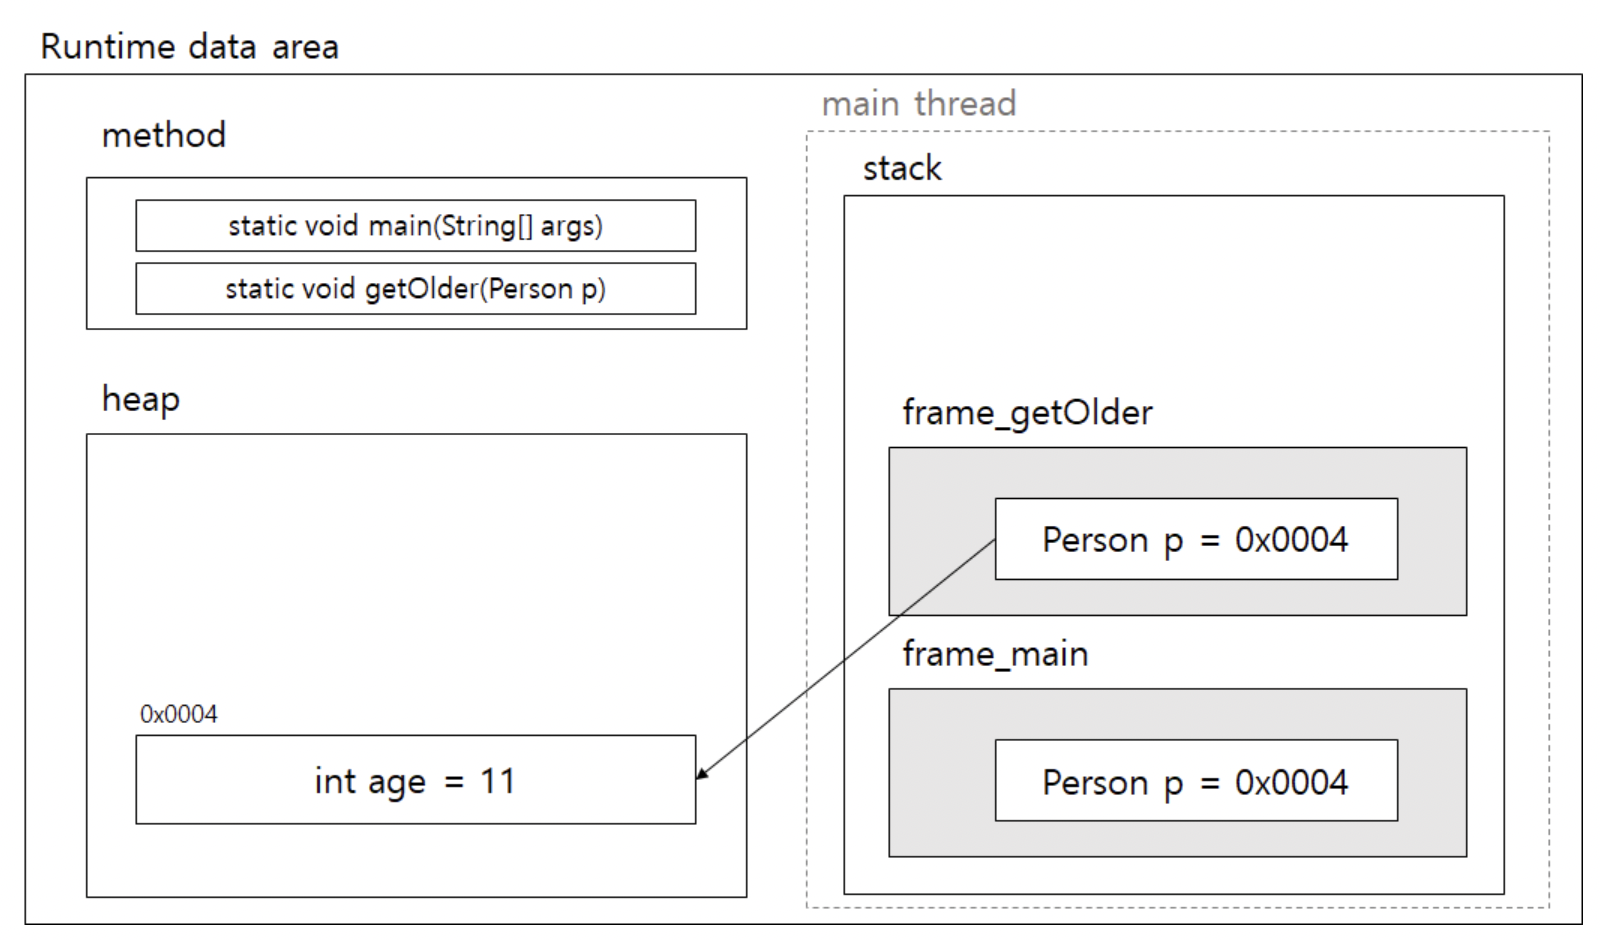 Runtime data area
method
static void main(String[] args)
static void getOlder(Person p)
heap
0x0004
int age = 11
main thread
stack
frame_getOlder
Person p = 0x0004
frame_main
Person p = 0x0004